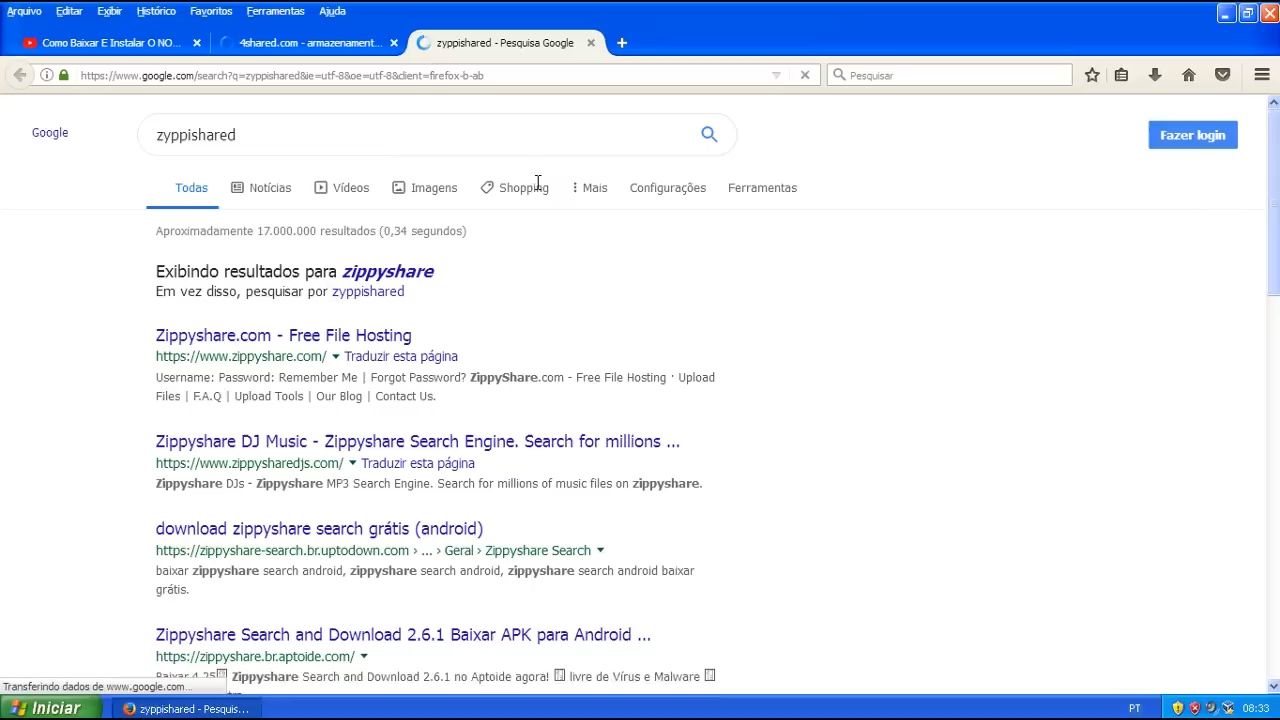 Arquivo Editar Exibir Histórico Favoritos Ferramentas Ajuda
Como Baixar E Instalar O NO... 4shared.com - armazenament... zyppishared - Pesquisa Google
https://www.google.com/search?q=zyppishared&ie=utf-8&oe=utf-8&client=firefox-b-ab Pesquisar
Google zyppishared Fazer login
Todas Notícias Vídeos Imagens Shopping Mais Configurações Ferramentas
Aproximadamente 17.000.000 resultados (0,34 segundos)
Exibindo resultados para zippyshare
Em vez disso, pesquisar por zyppishared
Zippyshare.com - Free File Hosting
https://www.zippyshare.com/ Traduzir esta página
Username: Password: Remember Me | Forgot Password? ZippyShare.com - Free File Hosting · Upload
Files | F.A.Q | Upload Tools | Our Blog | Contact Us.
Zippyshare DJ Music - Zippyshare Search Engine. Search for millions ...
https://www.zippysharedjs.com/ Traduzir esta página
Zippyshare DJs - Zippyshare MP3 Search Engine. Search for millions of music files on zippyshare.
download zippyshare search grátis (android)
https://zippyshare-search.br.uptodown.com › ... › Geral › Zippyshare Search
baixar zippyshare search android, zippyshare search android, zippyshare search android baixar
grátis.
Zippyshare Search and Download 2.6.1 Baixar APK para Android ...
https://zippyshare.br.aptoide.com/
Baixar 4.25 Zippyshare Search and Download 2.6.1 no Aptoide agora! livre de Vírus e Malware
Transferindo dados de www.google.com...
Iniciar zyppishared - Pesquis... PT 08:33